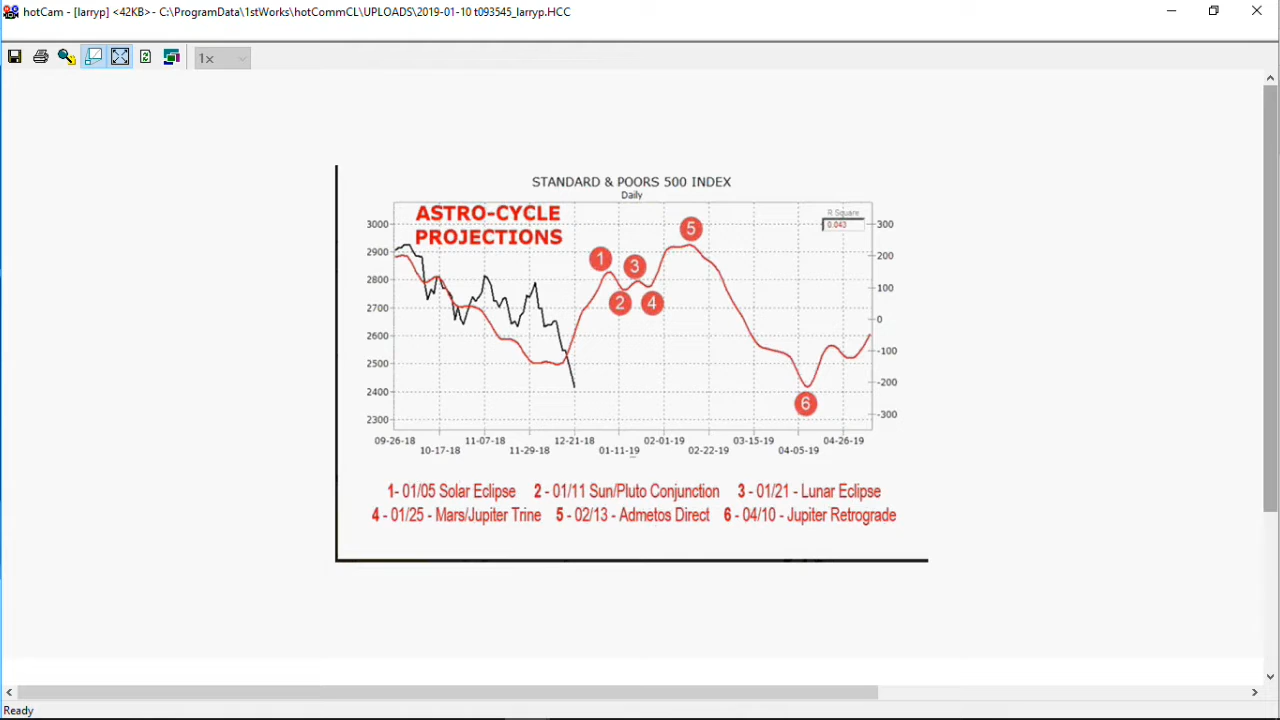 hotCam - [larryp] <42KB>- C:\ProgramData\1stWorks\hotCommCL\UPLOADS\2019-01-10 t093545_larryp.HCC
1x
STANDARD & POORS 500 INDEX
Daily
ASTRO-CYCLE
PROJECTIONS
R Square
0.043
3000
2900
2800
2700
2600
2500
2400
2300
300
200
100
0
-100
-200
-300
1
2
3
4
5
6
09-26-18 11-07-18 12-21-18 02-01-19 03-15-19 04-26-19
10-17-18 11-29-18 01-11-19 02-22-19 04-05-19
1- 01/05 Solar Eclipse 2 - 01/11 Sun/Pluto Conjunction 3 - 01/21 - Lunar Eclipse
4 - 01/25 - Mars/Jupiter Trine 5 - 02/13 - Admetos Direct 6 - 04/10 - Jupiter Retrograde
Ready